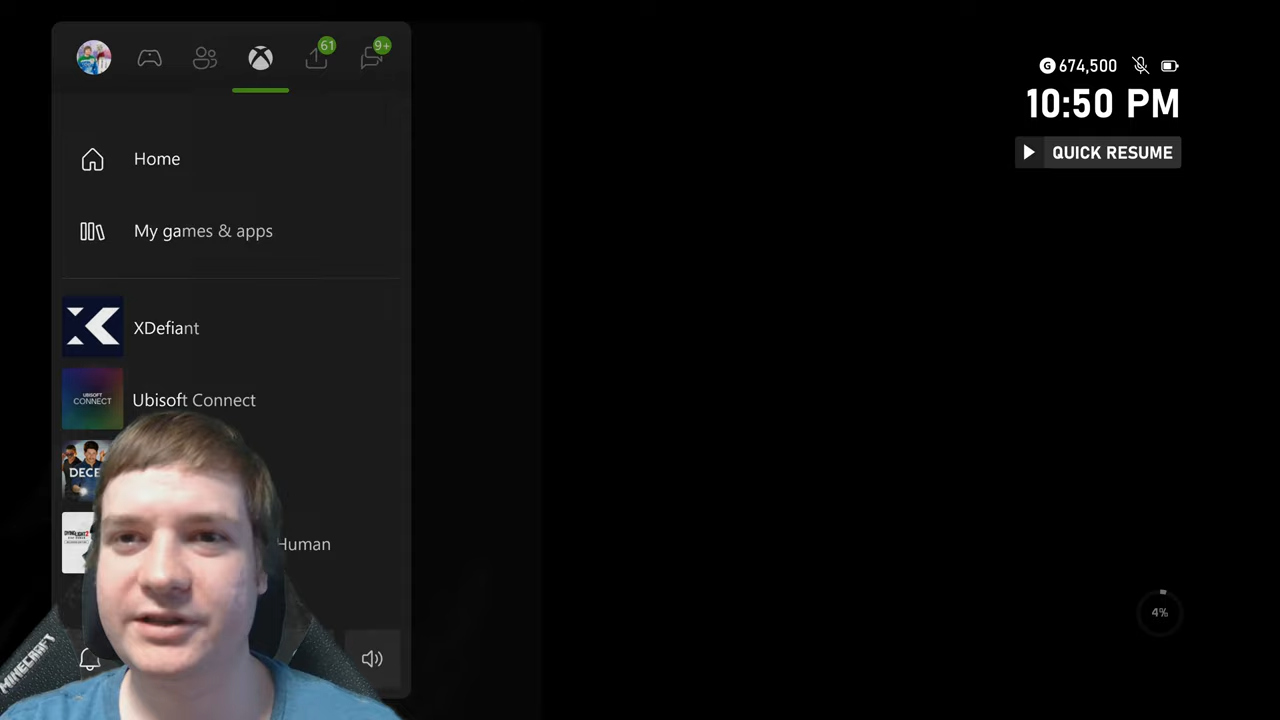 61
9+
Home
My games & apps
XDefiant
UBISOFT
CONNECT
Ubisoft Connect
DECE
Human
MINECRAFT
G 674,500
10:50 PM
QUICK RESUME
4%